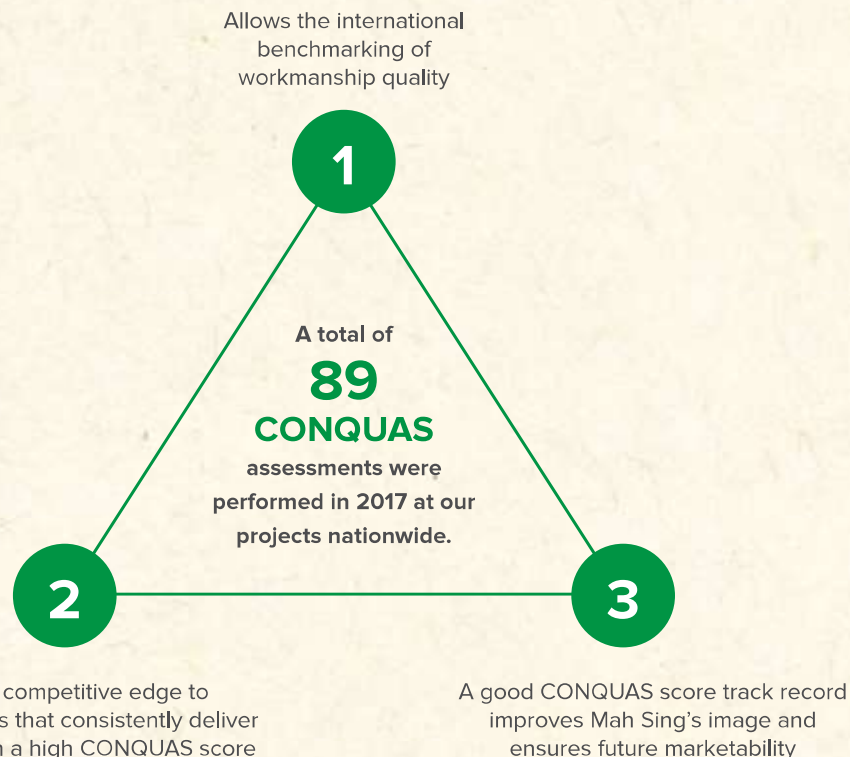 Allows the international
benchmarking of
workmanship quality
1
A total of
89
CONQUAS
assessments were
performed in 2017 at our
projects nationwide.
2
3
competitive edge to
that consistently deliver
a high CONQUAS score
A good CONQUAS score track record
improves Mah Sing's image and
ensures future marketability